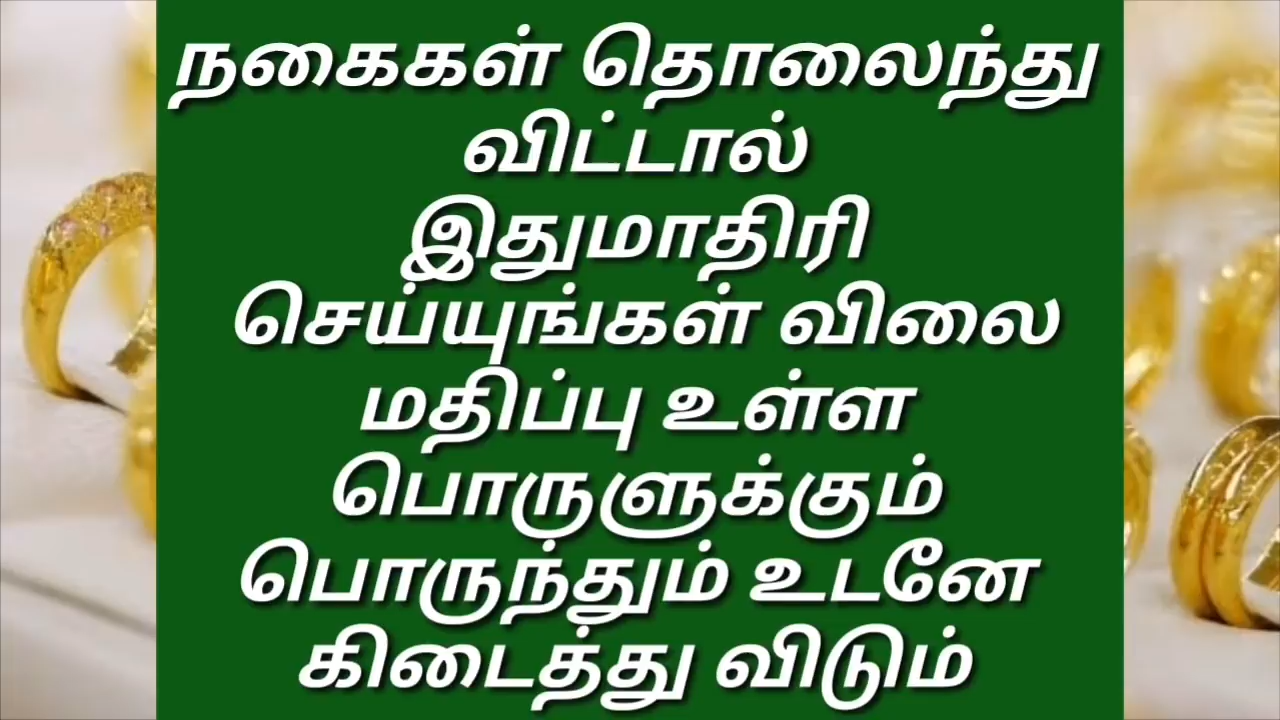 நகைகள் தொலைந்து
விட்டால்
இதுமாதிரி
செய்யுங்கள் விலை
மதிப்பு உள்ள
பொருளுக்கும்
பொருந்தும் உடனே
கிடைத்து விடும்